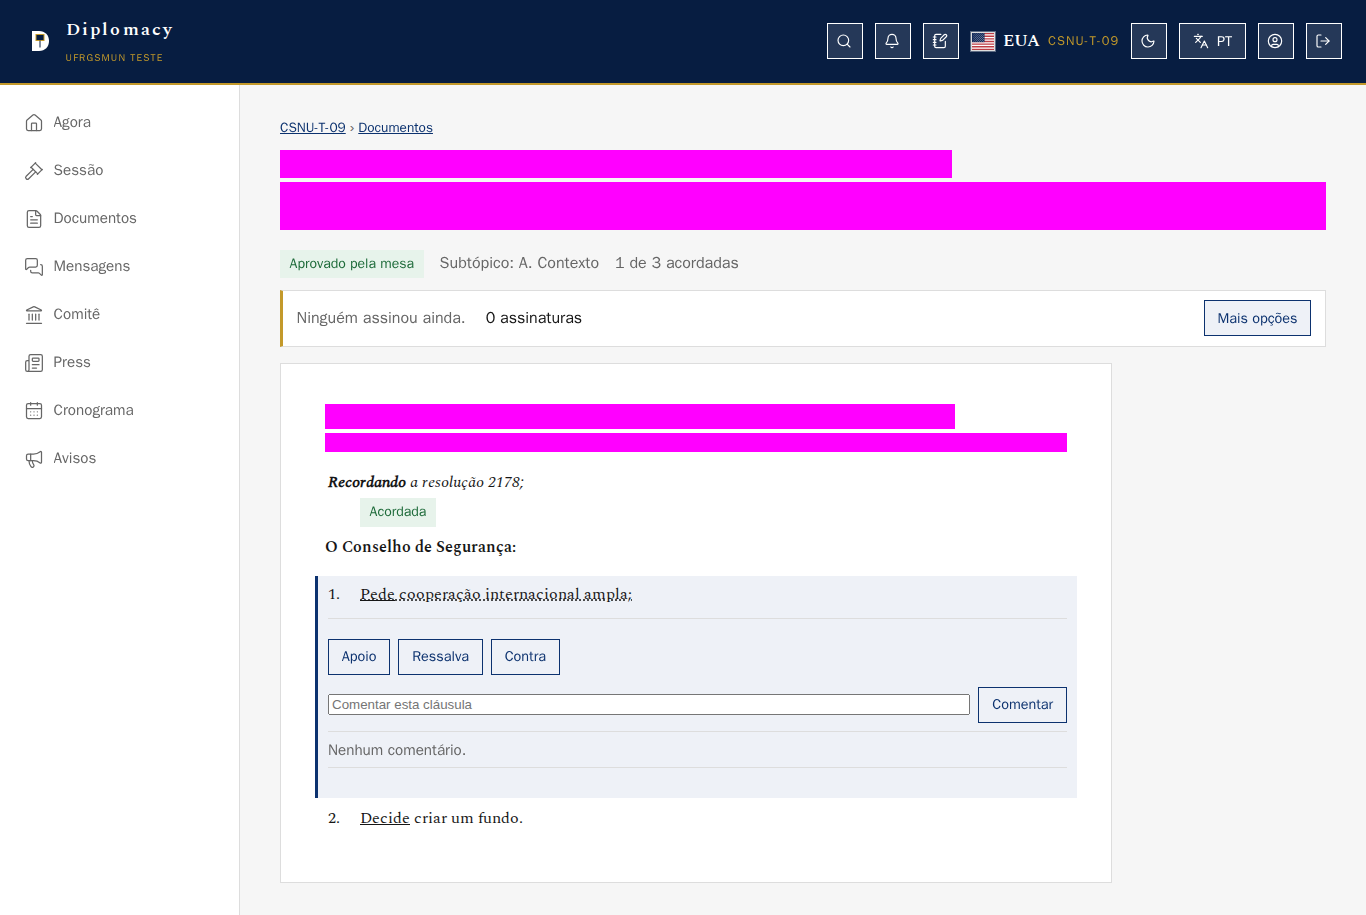 Diplomacy
UFRGSMUN TESTE
EUA CSNU-T-09
PT
Agora
Sessão
Documentos
Mensagens
Comitê
Press
Cronograma
Avisos
CSNU-T-09 › Documentos
Aprovado pela mesa Subtópico: A. Contexto 1 de 3 acordadas
Ninguém assinou ainda. 0 assinaturas Mais opções
Recordando a resolução 2178;
Acordada
O Conselho de Segurança:
1. Pede cooperação internacional ampla;
Apoio Ressalva Contra
Comentar esta cláusula Comentar
Nenhum comentário.
2. Decide criar um fundo.